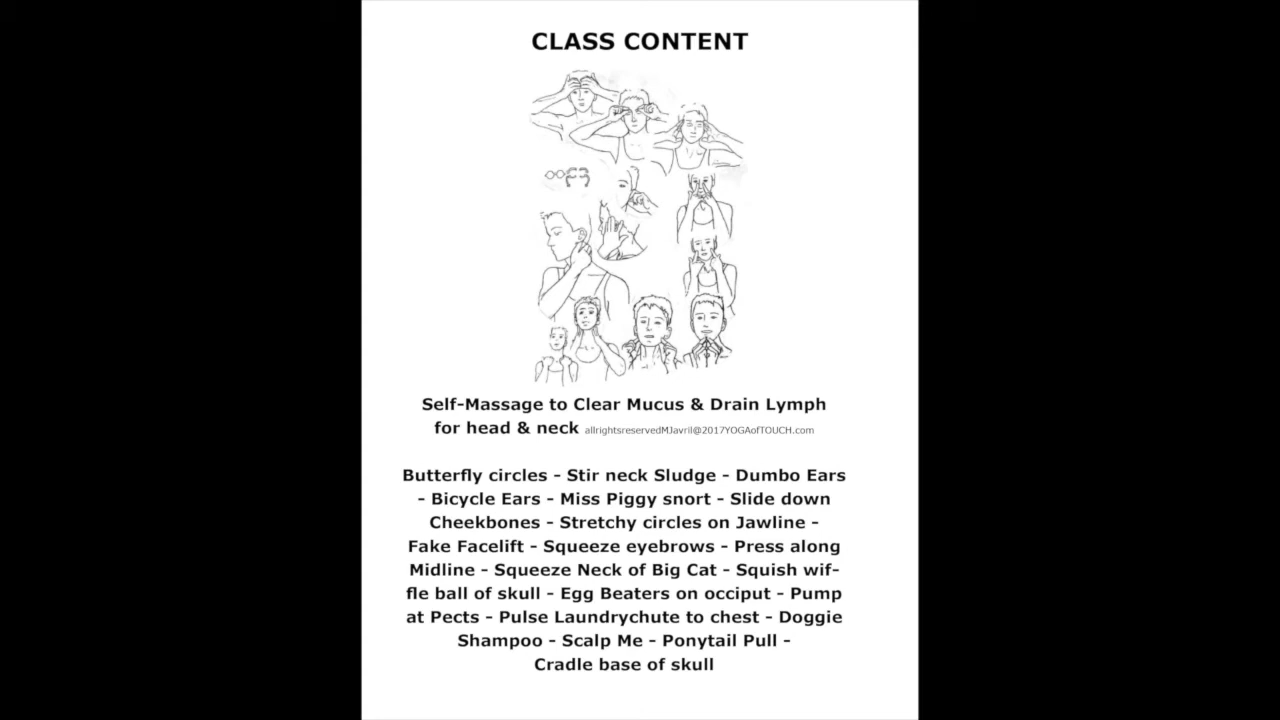 CLASS CONTENT
Self-Massage to Clear Mucus & Drain Lymph
for head & neck allrightsreservedMJavril@2017YOGAofTOUCH.com
Butterfly circles - Stir neck Sludge - Dumbo Ears
- Bicycle Ears - Miss Piggy snort - Slide down
Cheekbones - Stretchy circles on Jawline -
Fake Facelift - Squeeze eyebrows - Press along
Midline - Squeeze Neck of Big Cat - Squish wif-
fle ball of skull - Egg Beaters on occiput - Pump
at Pects - Pulse Laundrychute to chest - Doggie
Shampoo - Scalp Me - Ponytail Pull -
Cradle base of skull